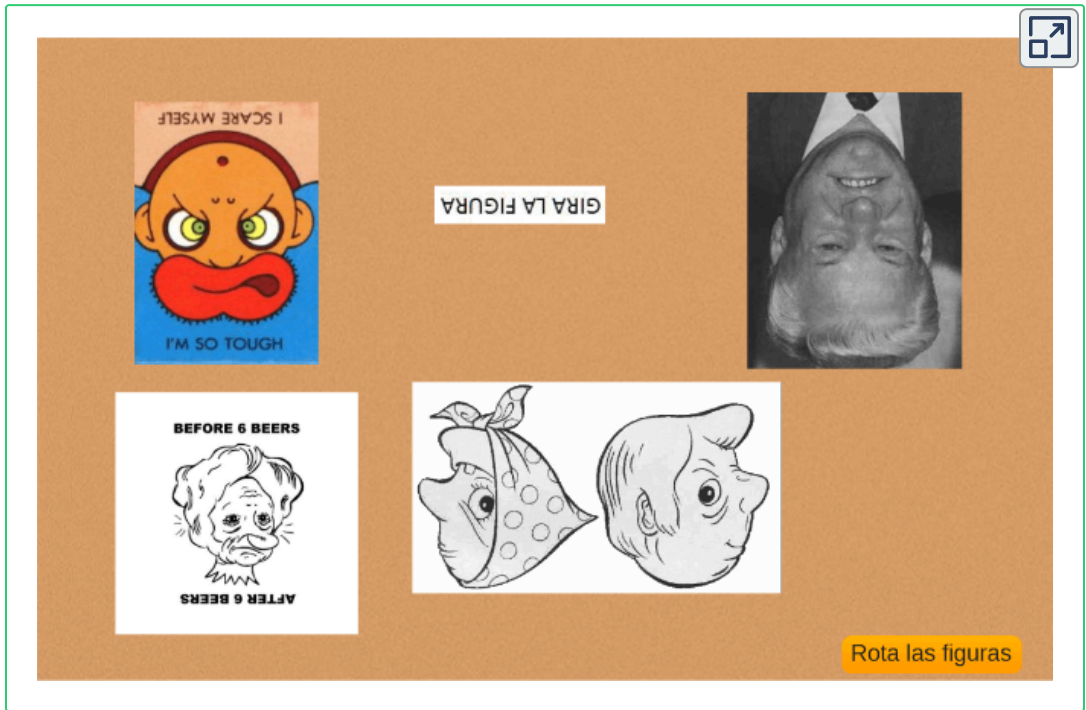 I SCARE MYSELF
I'M SO TOUGH
GIRA LA FIGURA
BEFORE 6 BEERS
AFTER 6 BEERS
Rota las figuras